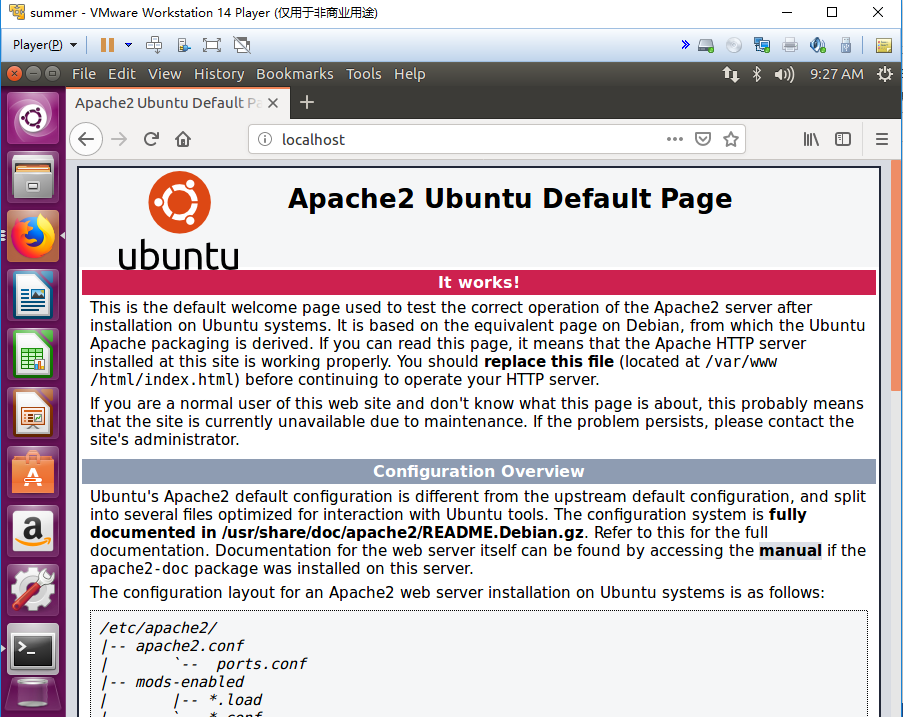 summer - VMware Workstation 14 Player (仅用于非商业用途)
Player(P)
File Edit View History Bookmarks Tools Help
9:27 AM
Apache2 Ubuntu Default Pa
localhost
ubuntu
Apache2 Ubuntu Default Page
It works!
This is the default welcome page used to test the correct operation of the Apache2 server after
installation on Ubuntu systems. It is based on the equivalent page on Debian, from which the Ubuntu
Apache packaging is derived. If you can read this page, it means that the Apache HTTP server
installed at this site is working properly. You should replace this file (located at /var/www
/html/index.html) before continuing to operate your HTTP server.
If you are a normal user of this web site and don't know what this page is about, this probably means
that the site is currently unavailable due to maintenance. If the problem persists, please contact the
site's administrator.
Configuration Overview
Ubuntu's Apache2 default configuration is different from the upstream default configuration, and split
into several files optimized for interaction with Ubuntu tools. The configuration system is fully
documented in /usr/share/doc/apache2/README.Debian.gz. Refer to this for the full
documentation. Documentation for the web server itself can be found by accessing the manual if the
apache2-doc package was installed on this server.
The configuration layout for an Apache2 web server installation on Ubuntu systems is as follows:
/etc/apache2/
|-- apache2.conf
|       `--  ports.conf
|-- mods-enabled
|       |-- *.load
|       `-- *.conf